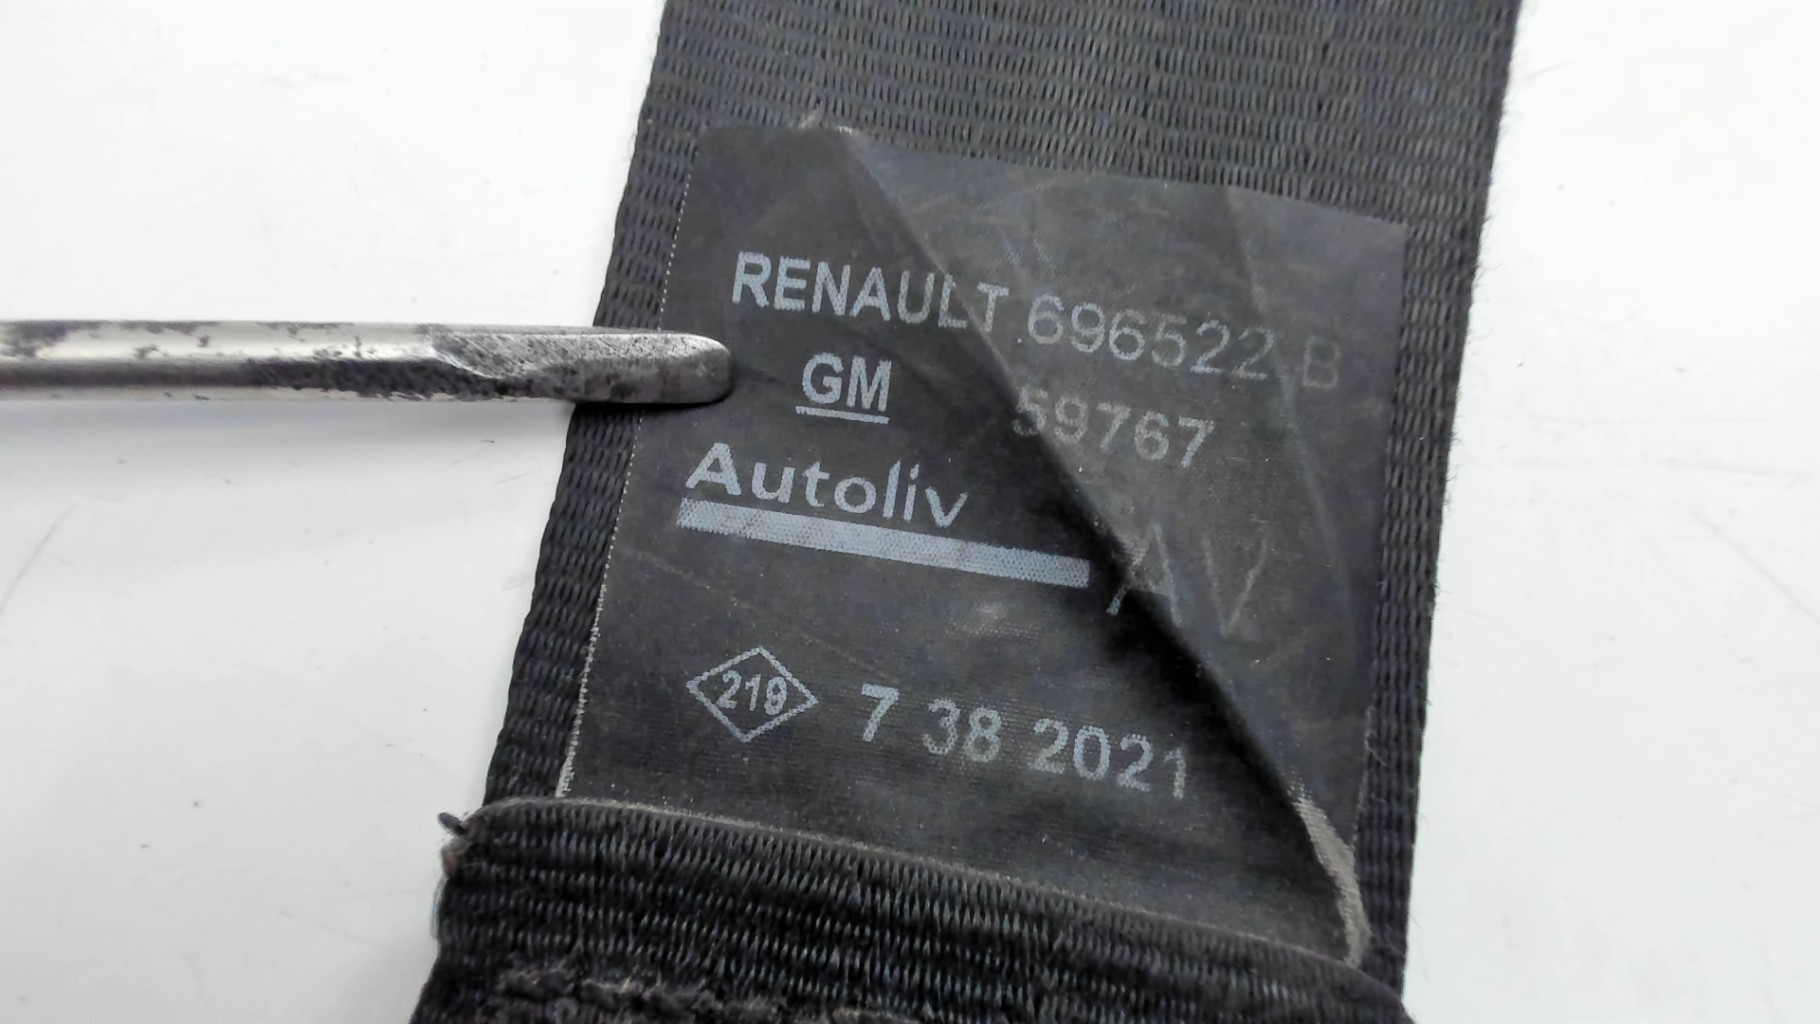 RENAULT 696522 B
GM 59767
Autoliv
AV
219 7 38 2021